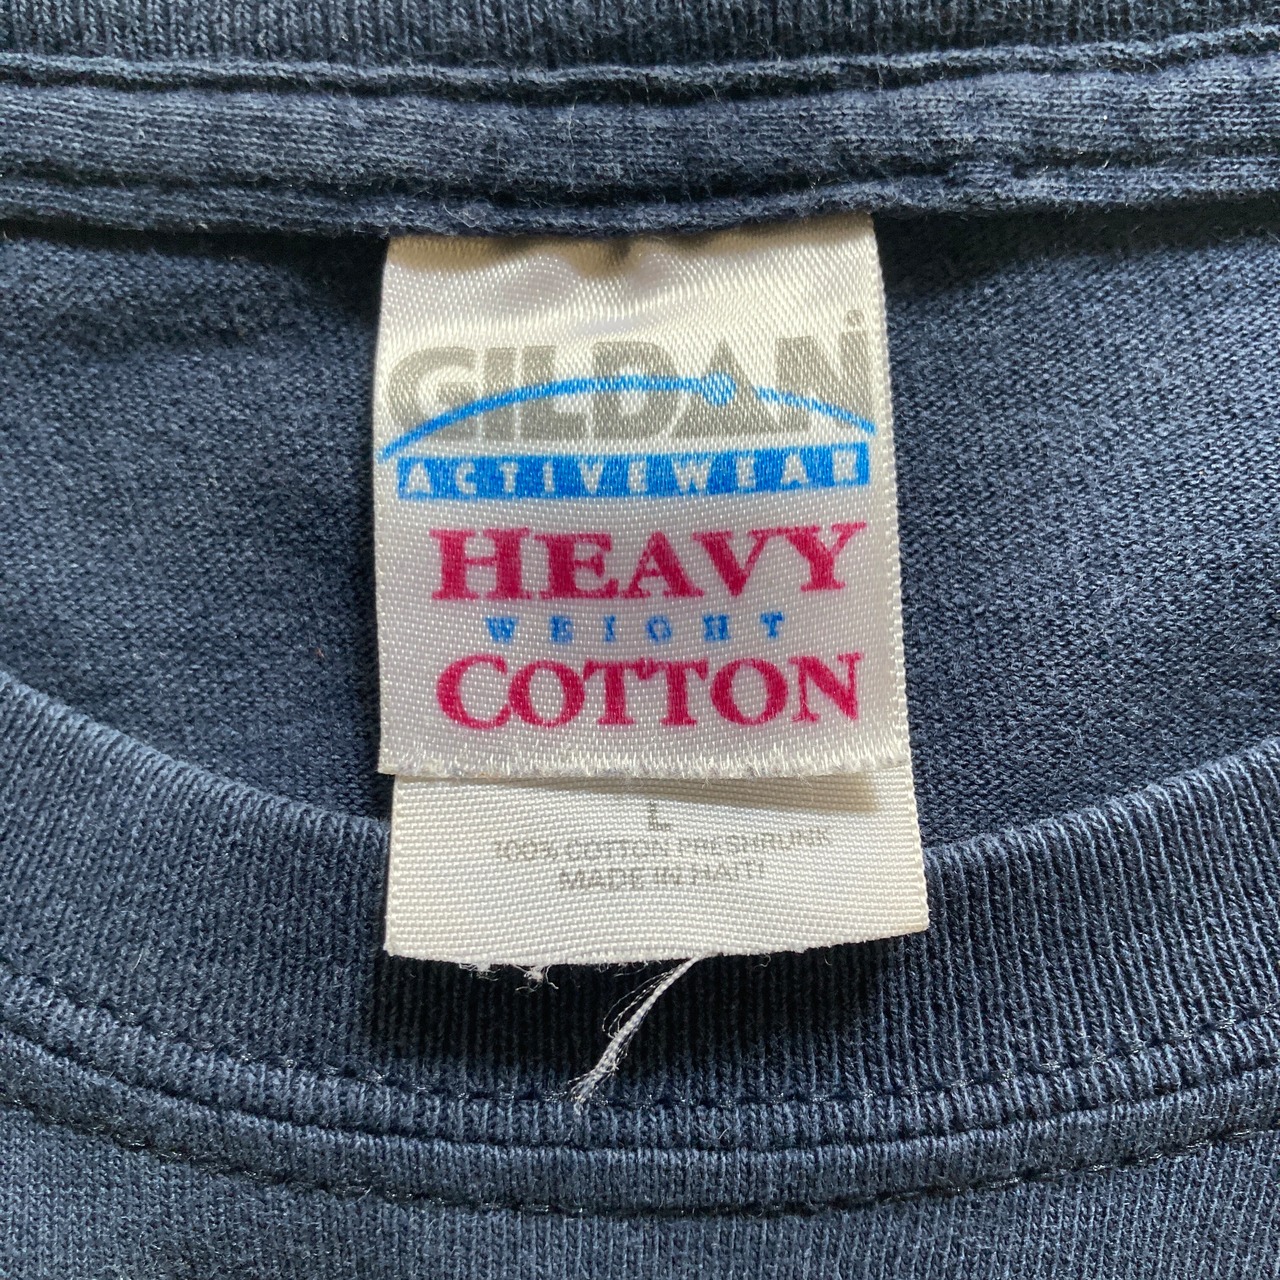 GILDAN®
ACTIVEWEAR
HEAVY
WEIGHT
COTTON
L
100% COTTON PRESHRUNK
MADE IN HAITI